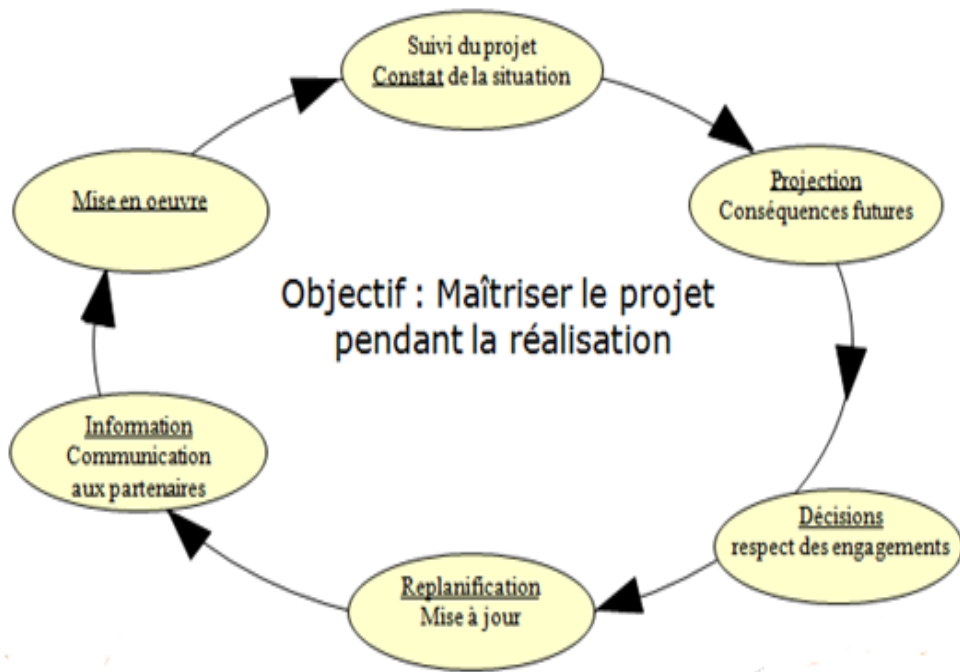 Suivi du projet
Constat de la situation
Projection
Conséquences futures
Mise en oeuvre
Objectif : Maîtriser le projet
pendant la réalisation
Information
Communication
aux partenaires
Décisions
respect des engagements
Replanification
Mise à jour